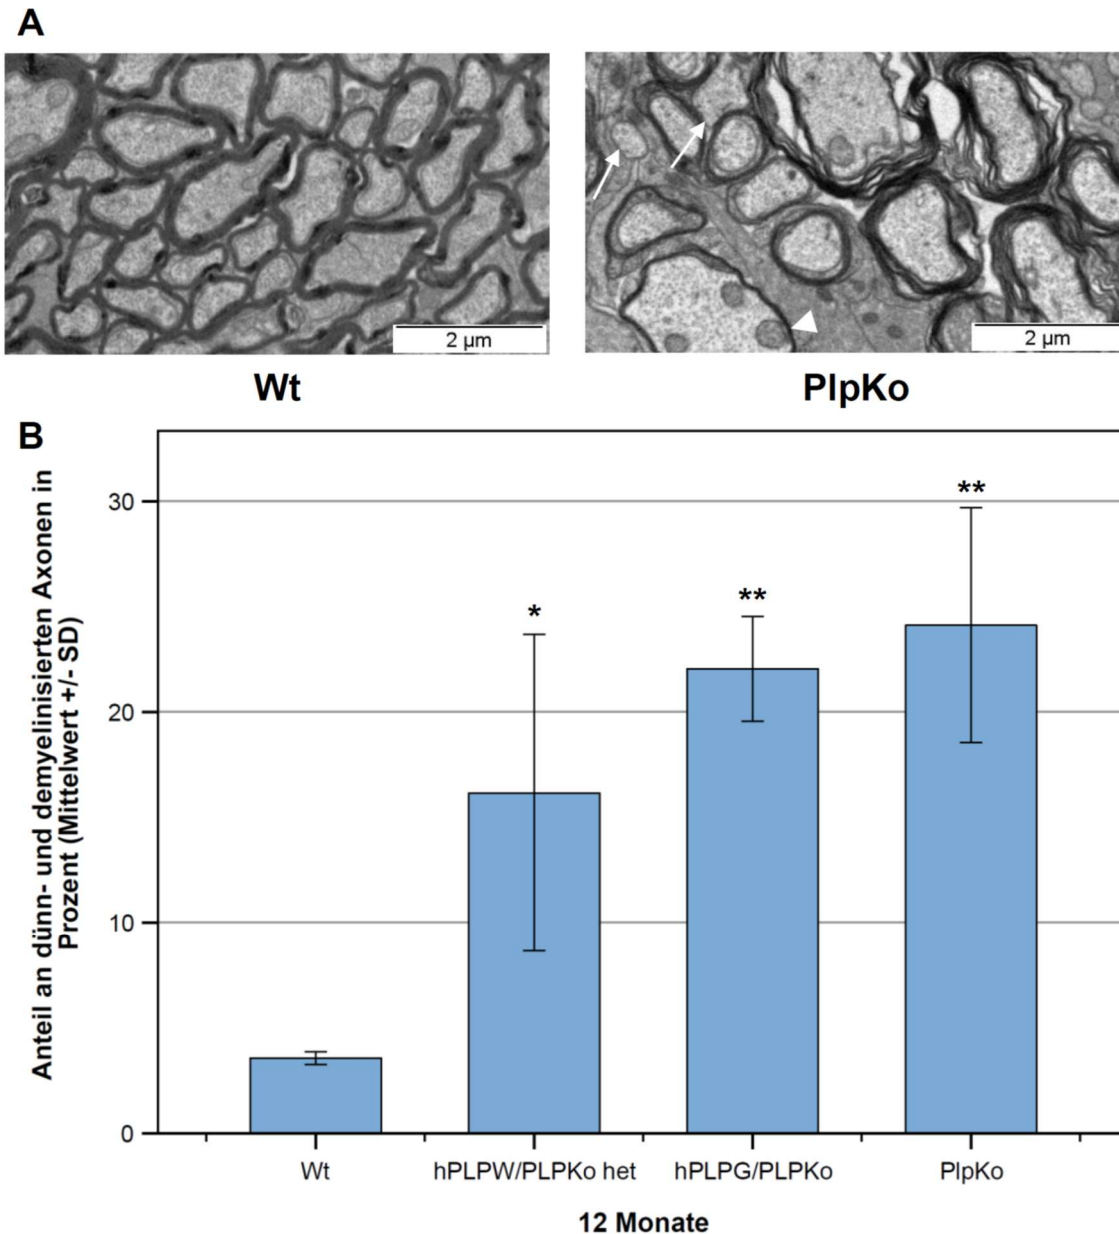 A
2 µm
2 µm
Wt
PlpKo
B
Anteil an dünn- und demyelinisierten Axonen in
Prozent (Mittelwert +/- SD)
30
20
10
0
*
**
**
Wt
hPLPW/PLPKo het
hPLPG/PLPKo
PlpKo
12 Monate